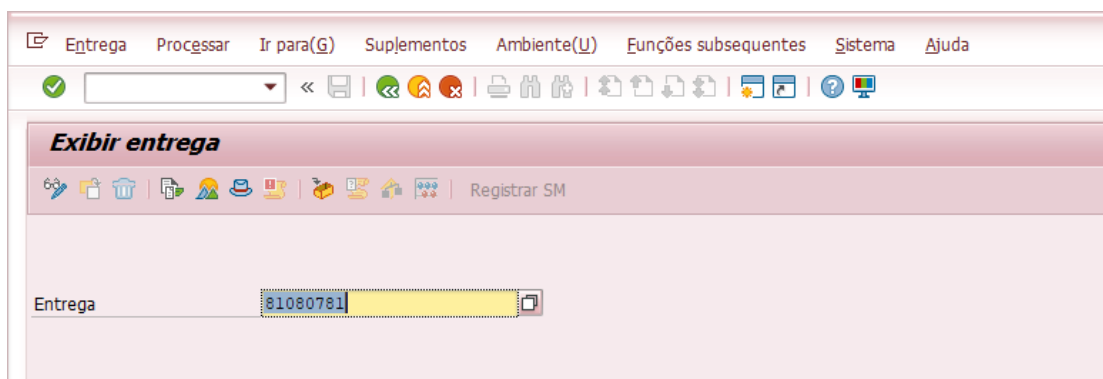 Entrega Processar Ir para(G) Suplementos Ambiente(U) Funções subsequentes Sistema Ajuda
Exibir entrega
Registrar SM
Entrega 81080781